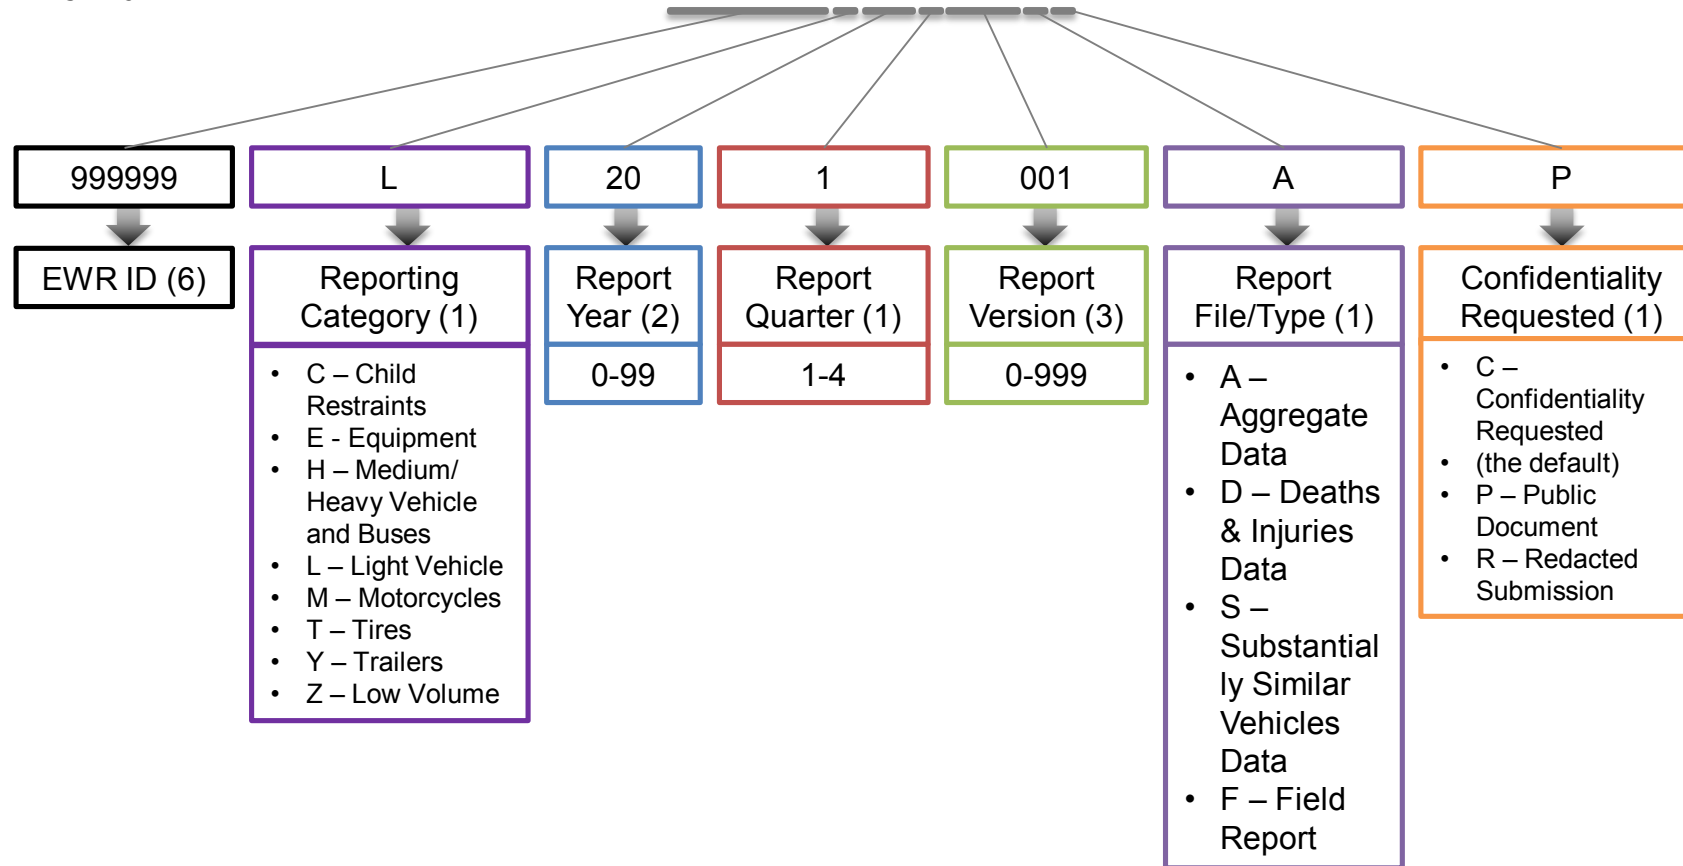 999999
L
20
1
001
A
P
EWR ID (6)
Reporting
Category (1)
• C – Child
Restraints
• E - Equipment
• H – Medium/
Heavy Vehicle
and Buses
• L – Light Vehicle
• M – Motorcycles
• T – Tires
• Y – Trailers
• Z – Low Volume
Report
Year (2)
0-99
Report
Quarter (1)
1-4
Report
Version (3)
0-999
Report
File/Type (1)
• A –
Aggregate
Data
• D – Deaths
& Injuries
Data
• S –
Substantial
ly Similar
Vehicles
Data
• F – Field
Report
Confidentiality
Requested (1)
• C –
Confidentiality
Requested
• (the default)
• P – Public
Document
• R – Redacted
Submission